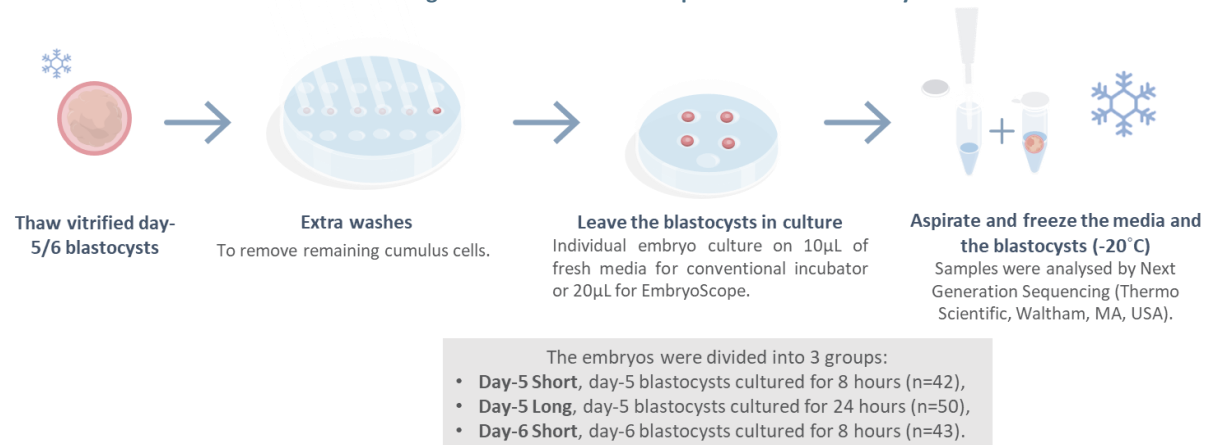 Thaw vitrified day-
5/6 blastocysts
Extra washes
To remove remaining cumulus cells.
Leave the blastocysts in culture
Individual embryo culture on 10µL of
fresh media for conventional incubator
or 20µL for EmbryoScope.
Aspirate and freeze the media and
the blastocysts (-20°C)
Samples were analysed by Next
Generation Sequencing (Thermo
Scientific, Waltham, MA, USA).
The embryos were divided into 3 groups:
• Day-5 Short, day-5 blastocysts cultured for 8 hours (n=42),
• Day-5 Long, day-5 blastocysts cultured for 24 hours (n=50),
• Day-6 Short, day-6 blastocysts cultured for 8 hours (n=43).